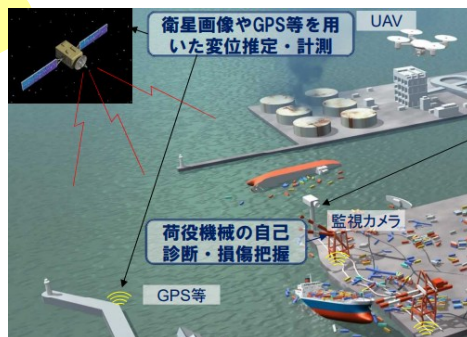 衛星画像やGPS等を用
いた変位推定・計測
UAV
監視カメラ
荷役機械の自己
診断・損傷把握
GPS等